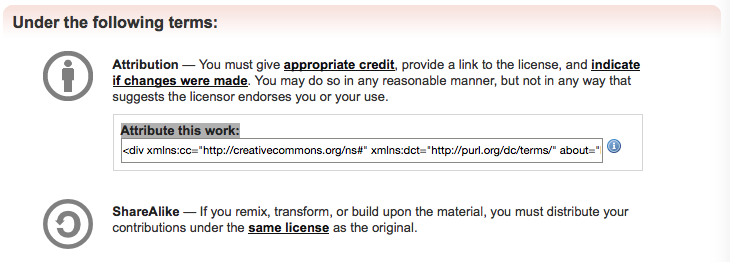 Under the following terms:
Attribution — You must give appropriate credit, provide a link to the license, and indicate
if changes were made. You may do so in any reasonable manner, but not in any way that
suggests the licensor endorses you or your use.
Attribute this work:
<div xmlns:cc="http://creativecommons.org/ns#" xmlns:dct="http://purl.org/dc/terms/" about="
i
ShareAlike — If you remix, transform, or build upon the material, you must distribute your
contributions under the same license as the original.